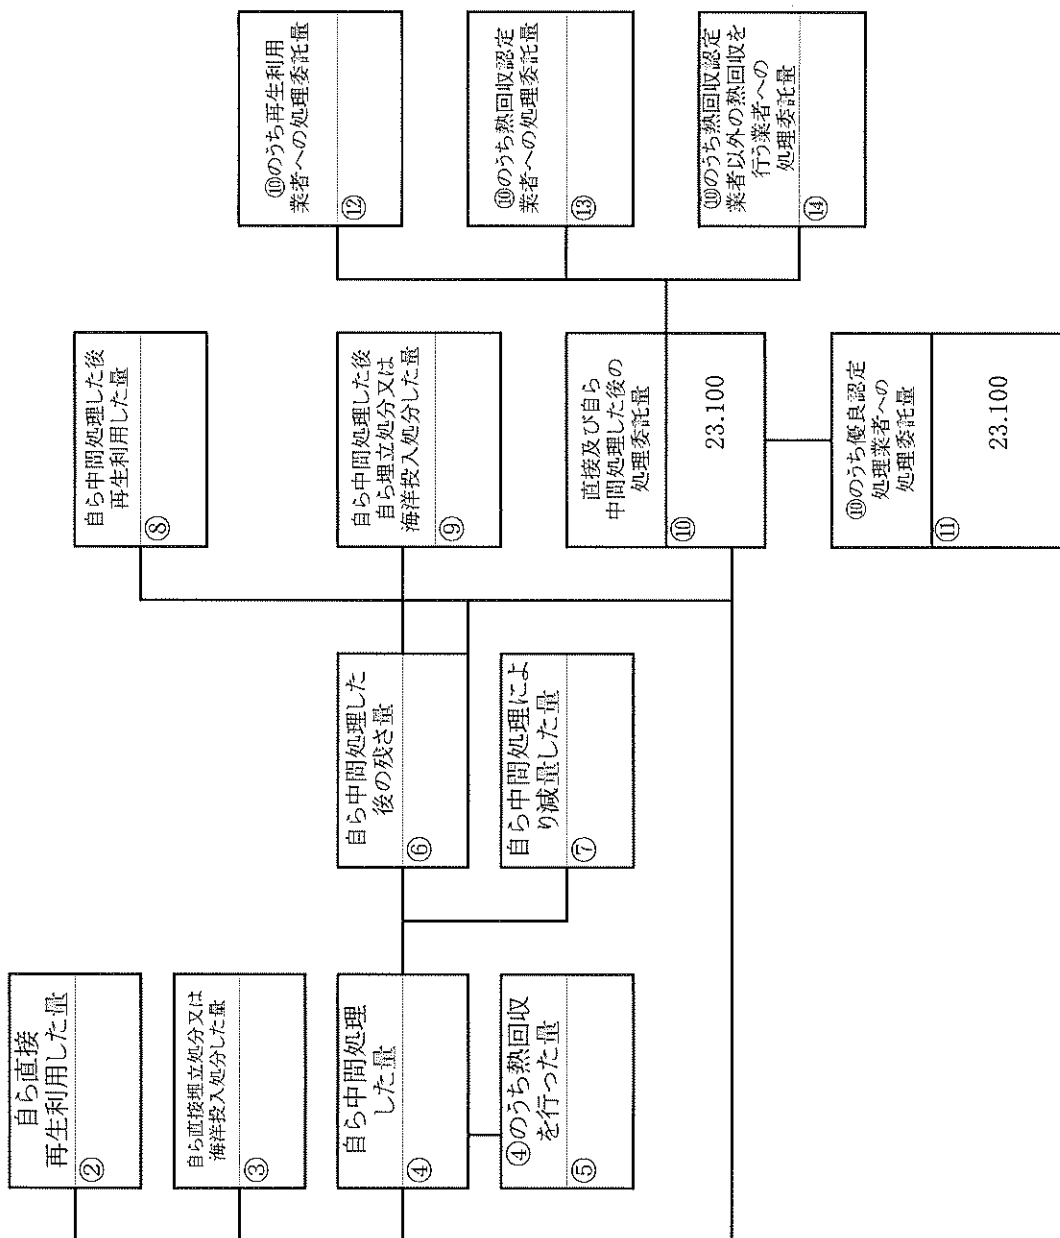 自ら直接
再生利用した量
②
自ら直接埋立処分又は
海洋投入処分した量
③
自ら中間処理
した量
④
④のうち熱回収
を行った量
⑤
自ら中間処理した
後の残さ量
⑥
自ら中間処理によ
り減量した量
⑦
自ら中間処理した後
再生利用した量
⑧
自ら中間処理した後
自ら埋立処分又は
海洋投入処分した量
⑨
直接及び自ら
中間処理した後の
処理委託量
⑩
23.100
⑩のうち優良認定
処理業者への
処理委託量
⑪
23.100
⑩のうち再生利用
業者への処理委託量
⑫
⑩のうち熱回収認定
業者への処理委託量
⑬
⑩のうち熱回収認定
業者以外の熱回収を
行う業者への
処理委託量
⑭